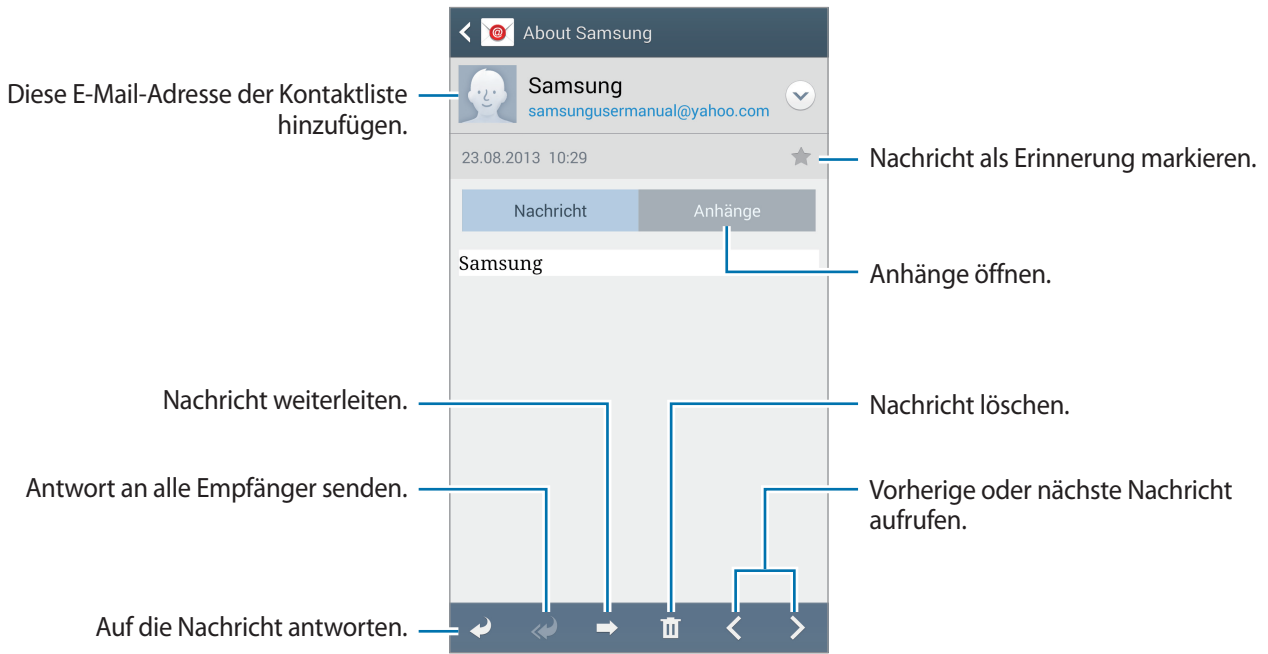 About Samsung
Diese E-Mail-Adresse der Kontaktliste
hinzufügen.
Samsung
samsungusermanual@yahoo.com
23.08.2013 10:29
Nachricht als Erinnerung markieren.
Nachricht
Anhänge
Samsung
Anhänge öffnen.
Nachricht weiterleiten.
Nachricht löschen.
Antwort an alle Empfänger senden.
Vorherige oder nächste Nachricht
aufrufen.
Auf die Nachricht antworten.